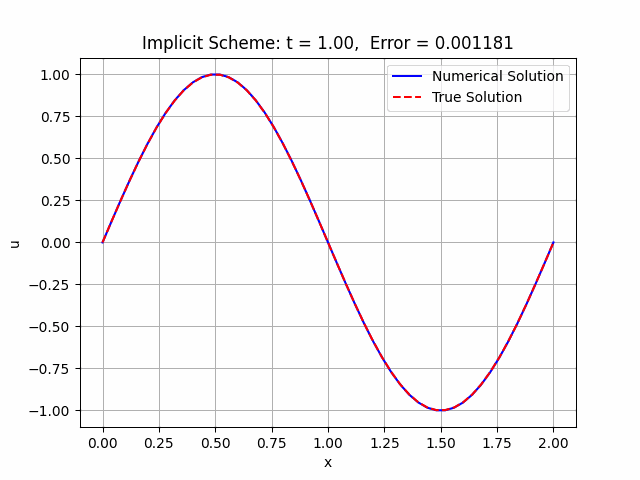 Implicit Scheme: t = 1.00,  Error = 0.001181
Numerical Solution
True Solution
1.00
0.75
0.50
0.25
0.00
−0.25
−0.50
−0.75
−1.00
u
0.00 0.25 0.50 0.75 1.00 1.25 1.50 1.75 2.00
x